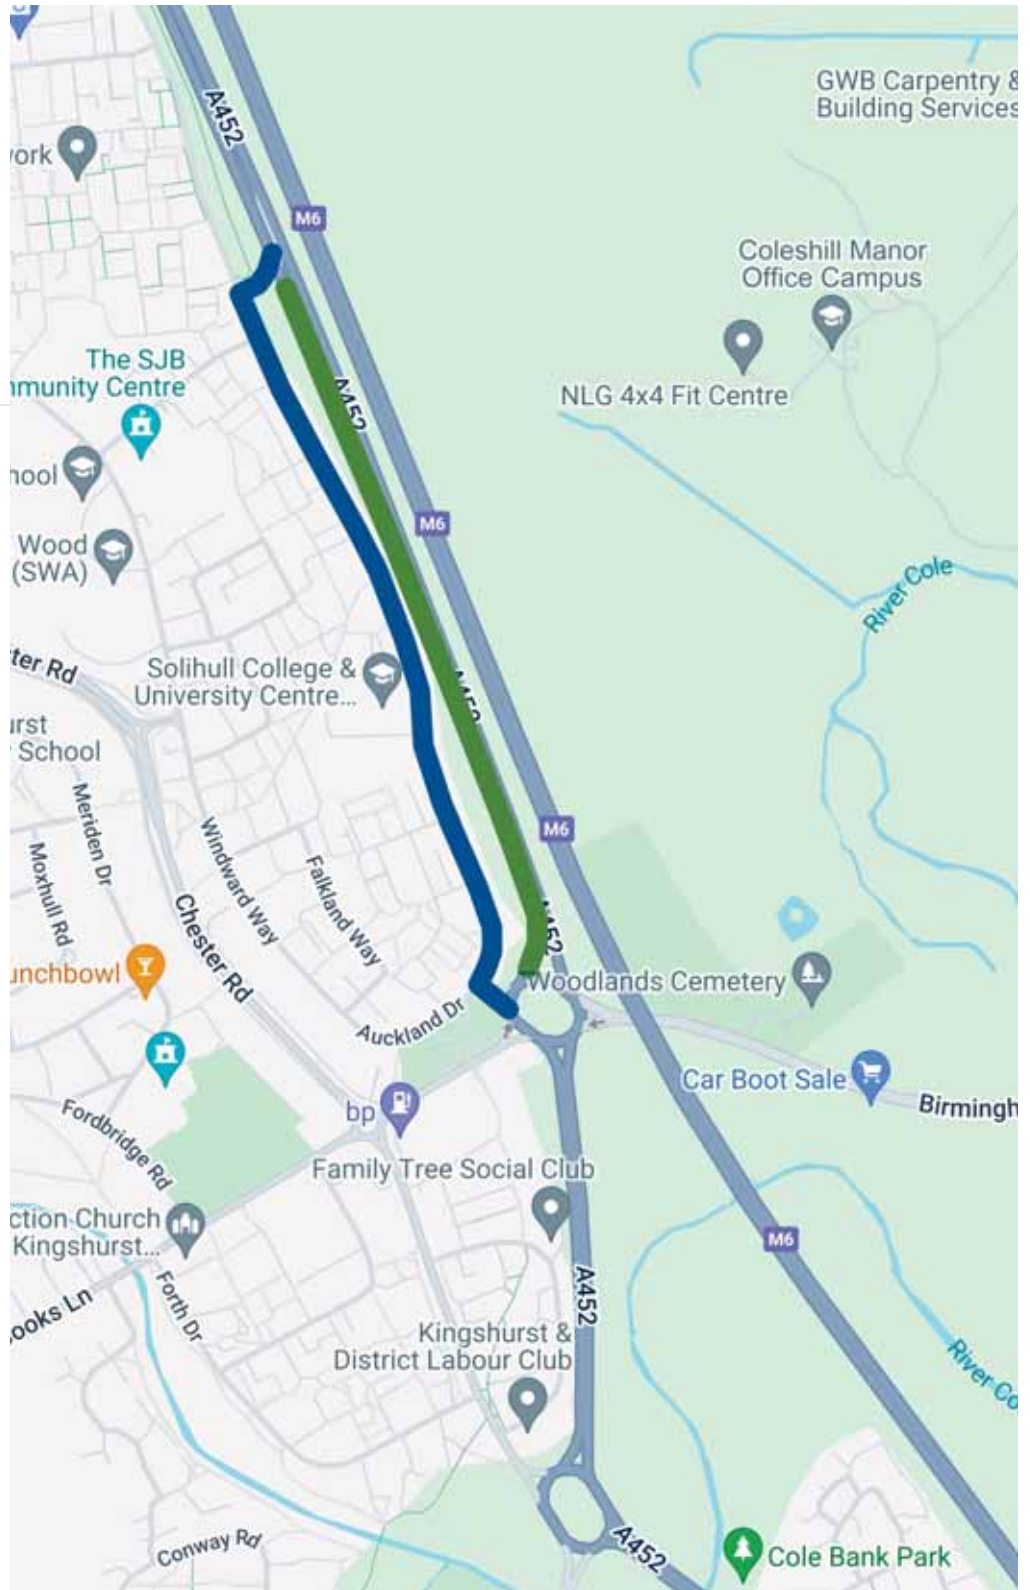 GWB Carpentry &
Building Services
A452
ork
M6
Coleshill Manor
Office Campus
The SJB
mmunity Centre
NLG 4x4 Fit Centre
A452
hool
M6
Wood
(SWA)
River Cole
ter Rd
Solihull College &
University Centre...
A452
urst
School
Meriden Dr
Moxhull Rd
Windward Way
Falkland Way
M6
Chester Rd
A452
unchbowl
Woodlands Cemetery
Auckland Dr
Car Boot Sale
bp
Birmingh
Fordbridge Rd
Family Tree Social Club
ction Church
Kingshurst...
M6
ooks Ln
Forth Dr
A452
Kingshurst &
District Labour Club
River Co
Conway Rd
A452
Cole Bank Park